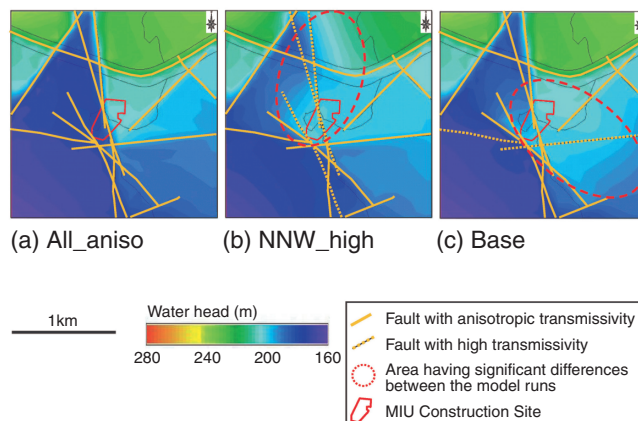 (a) All_aniso
(b) NNW_high
(c) Base
1km
Water head (m)
280 240 200 160
Fault with anisotropic transmissivity
Fault with high transmissivity
Area having significant differences
between the model runs
MIU Construction Site